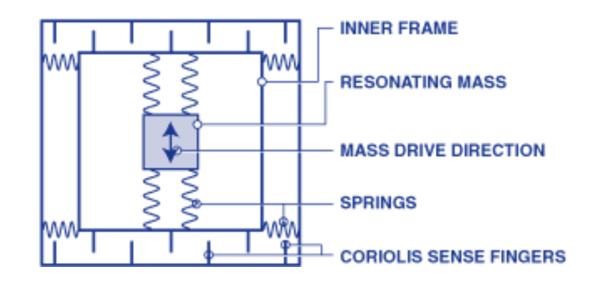 INNER FRAME
RESONATING MASS
MASS DRIVE DIRECTION
SPRINGS
CORIOLIS SENSE FINGERS